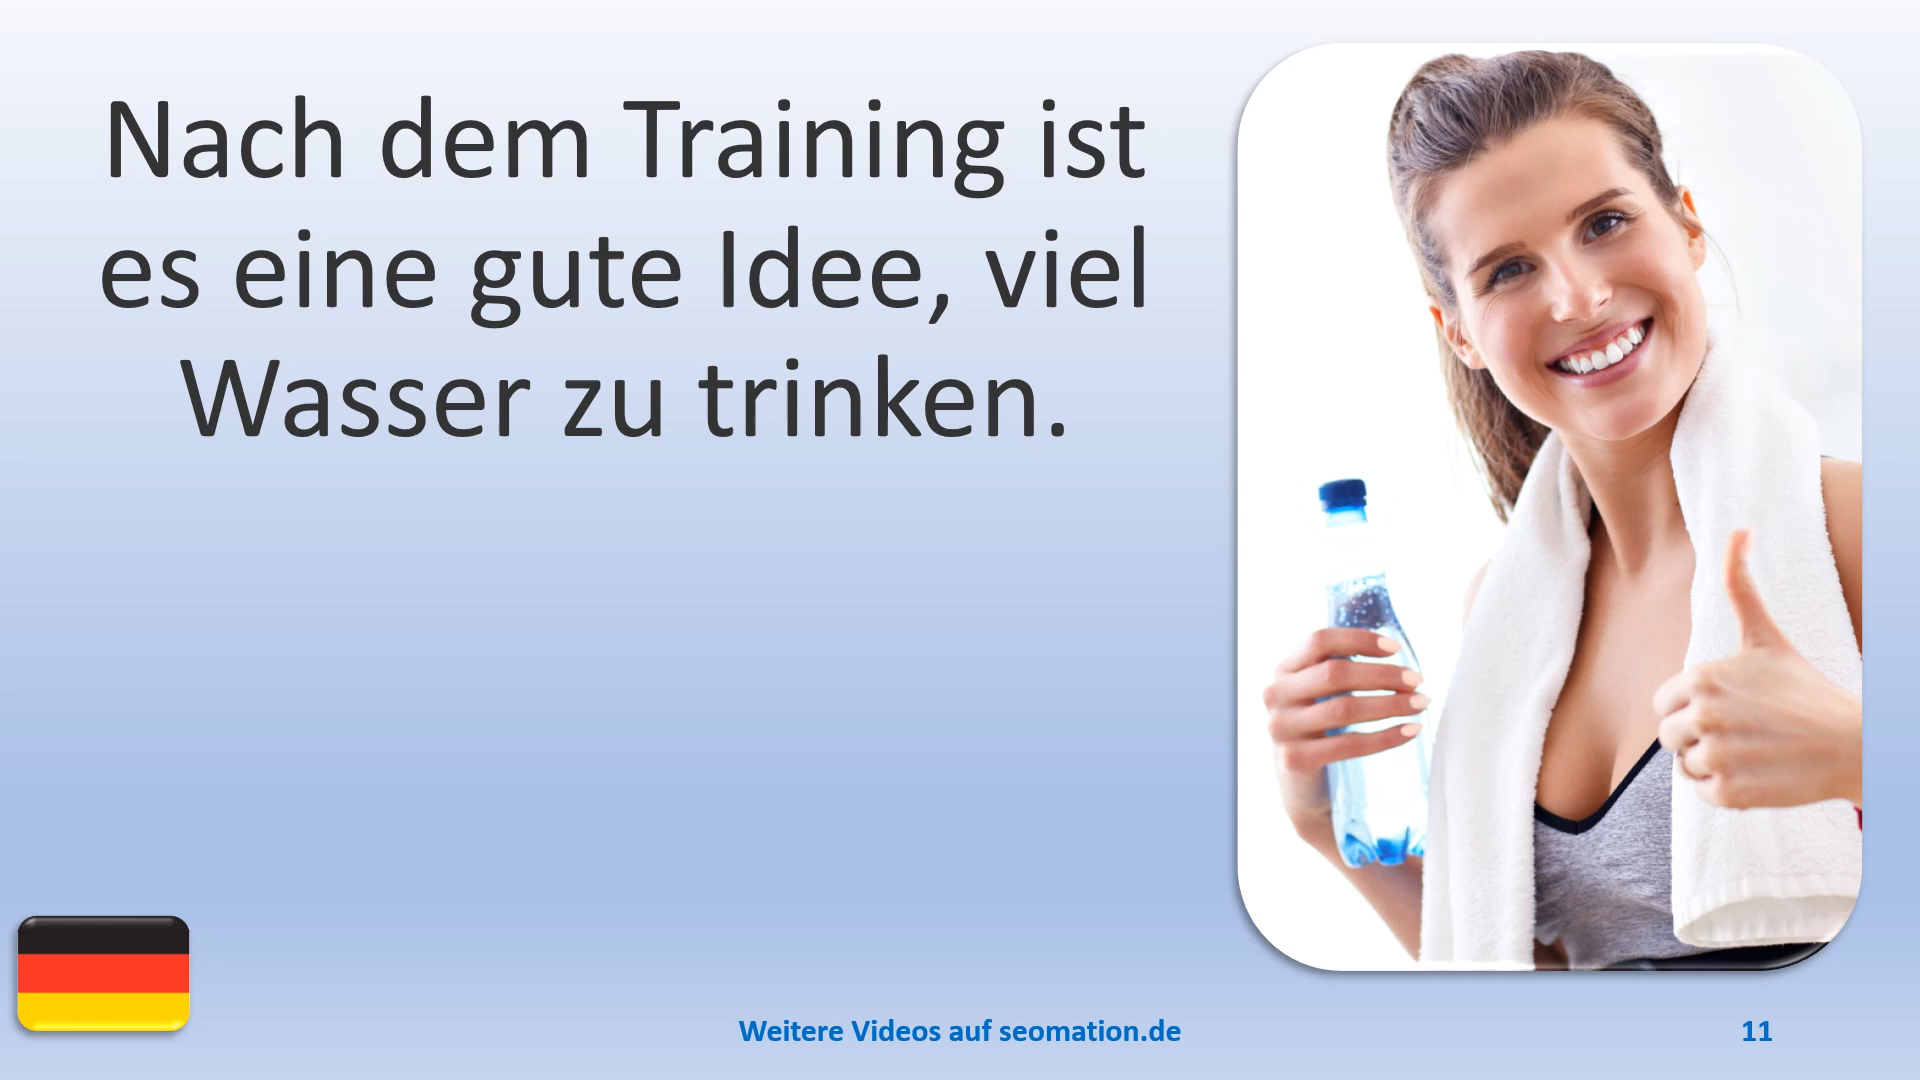 Nach dem Training ist
es eine gute Idee, viel
Wasser zu trinken.
Weitere Videos auf seomation.de
11